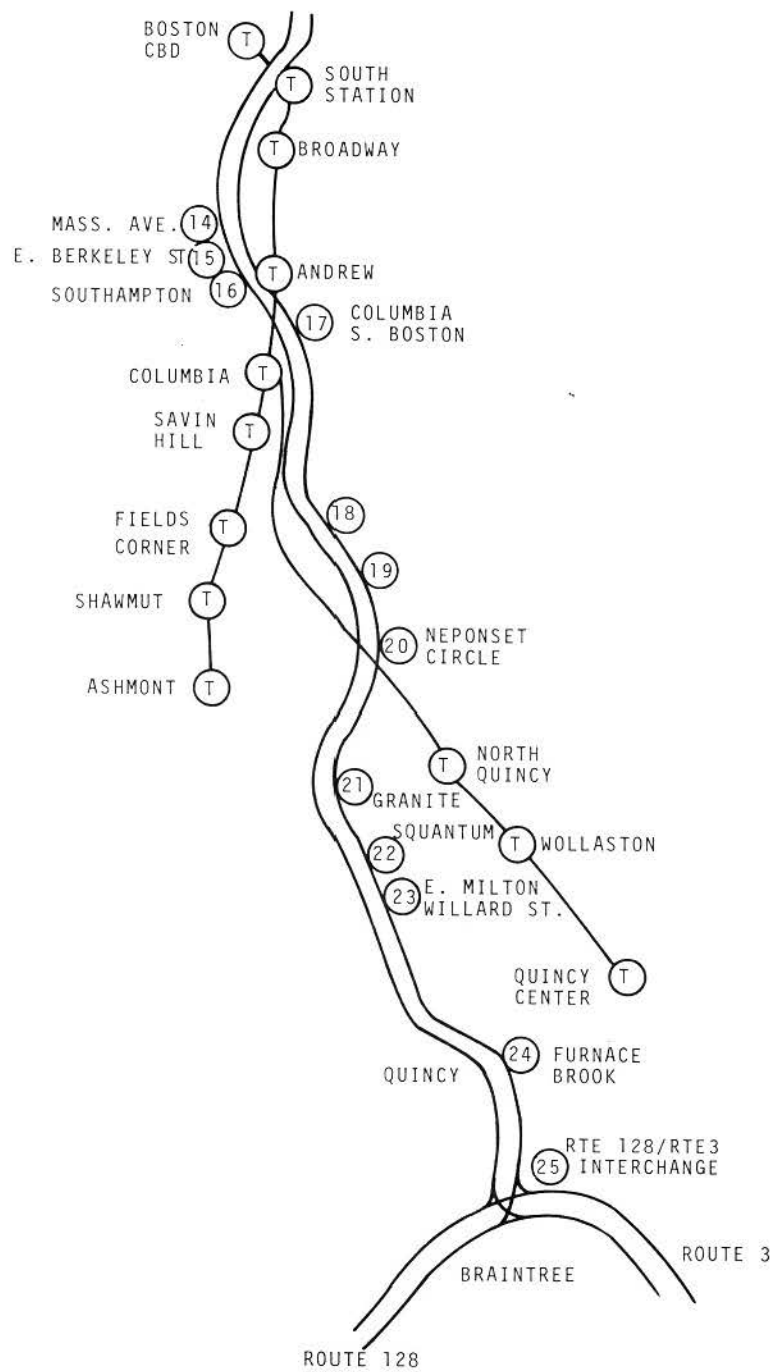 BOSTON
CBD
T
T
SOUTH
STATION
T
BROADWAY
MASS. AVE.
14
E. BERKELEY ST
15
SOUTHAMPTON
16
T
ANDREW
17
COLUMBIA
S. BOSTON
COLUMBIA
T
SAVIN
HILL
T
18
FIELDS
CORNER
T
19
SHAWMUT
T
20
NEPONSET
CIRCLE
ASHMONT
T
T
NORTH
QUINCY
21
GRANITE
SQUANTUM
T
WOLLASTON
22
23
E. MILTON
WILLARD ST.
QUINCY
CENTER
T
24
FURNACE
BROOK
QUINCY
25
RTE 128/RTE3
INTERCHANGE
ROUTE 3
BRAINTREE
ROUTE 128